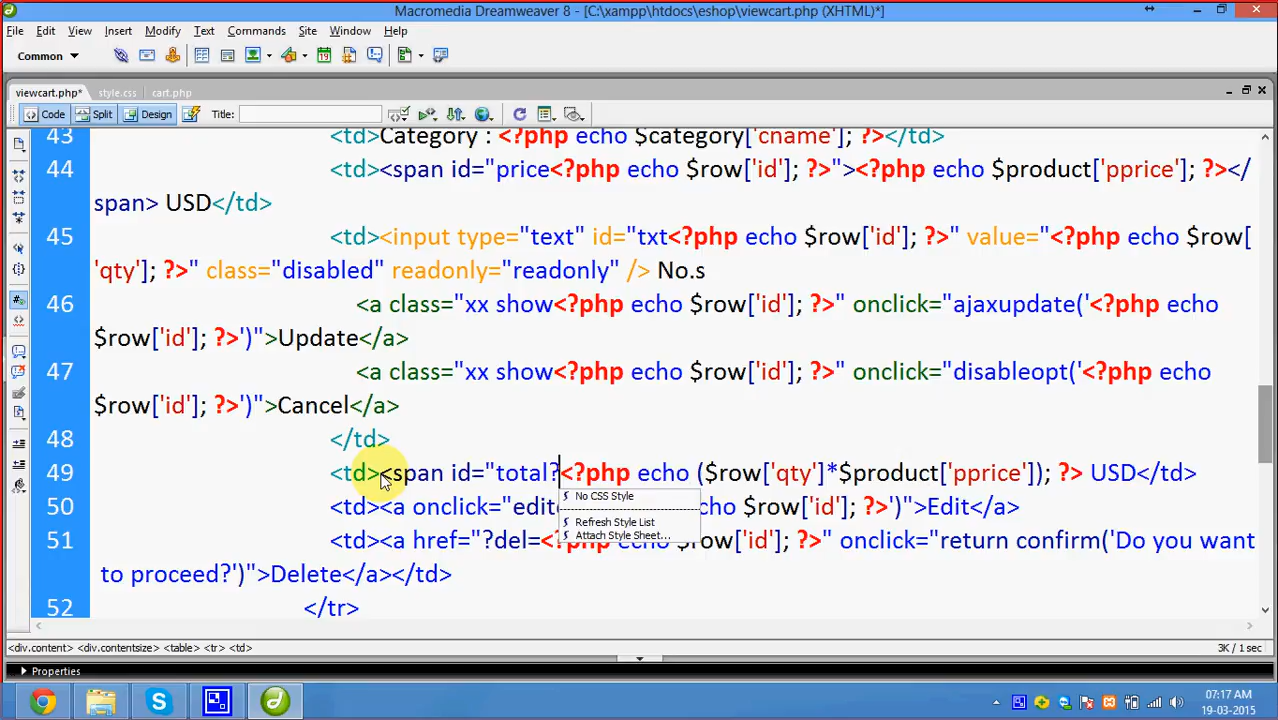 Macromedia Dreamweaver 8 - [C:\xampp\htdocs\eshop\viewcart.php (XHTML)*]
File Edit View Insert Modify Text Commands Site Window Help
Common
viewcart.php* style.css cart.php
Code Split Design Title:
43 <td>Category : <?php echo $category['cname']; ?></td>
44 <td><span id="price<?php echo $row['id']; ?>"><?php echo $product['pprice']; ?></
span> USD</td>
45 <td><input type="text" id="txt<?php echo $row['id']; ?>" value="<?php echo $row[
'qty']; ?>" class="disabled" readonly="readonly" /> No.s
46 <a class="xx show<?php echo $row['id']; ?>" onclick="ajaxupdate('<?php echo
$row['id']; ?>')">Update</a>
47 <a class="xx show<?php echo $row['id']; ?>" onclick="disableopt('<?php echo
$row['id']; ?>')">Cancel</a>
48 </td>
49 <td><span id="total?<?php echo ($row['qty']*$product['pprice']); ?> USD</td>
No CSS Style
50 <td><a onclick="edit cho $row['id']; ?>')">Edit</a>
Refresh Style List
Attach Style Sheet...
51 <td><a href="?del=<?php echo $row['id']; ?>" onclick="return confirm('Do you want
to proceed?')">Delete</a></td>
52 </tr>
<div.content> <div.contentsize> <table> <tr> <td> 3K / 1 sec
Properties
07:17 AM
19-03-2015